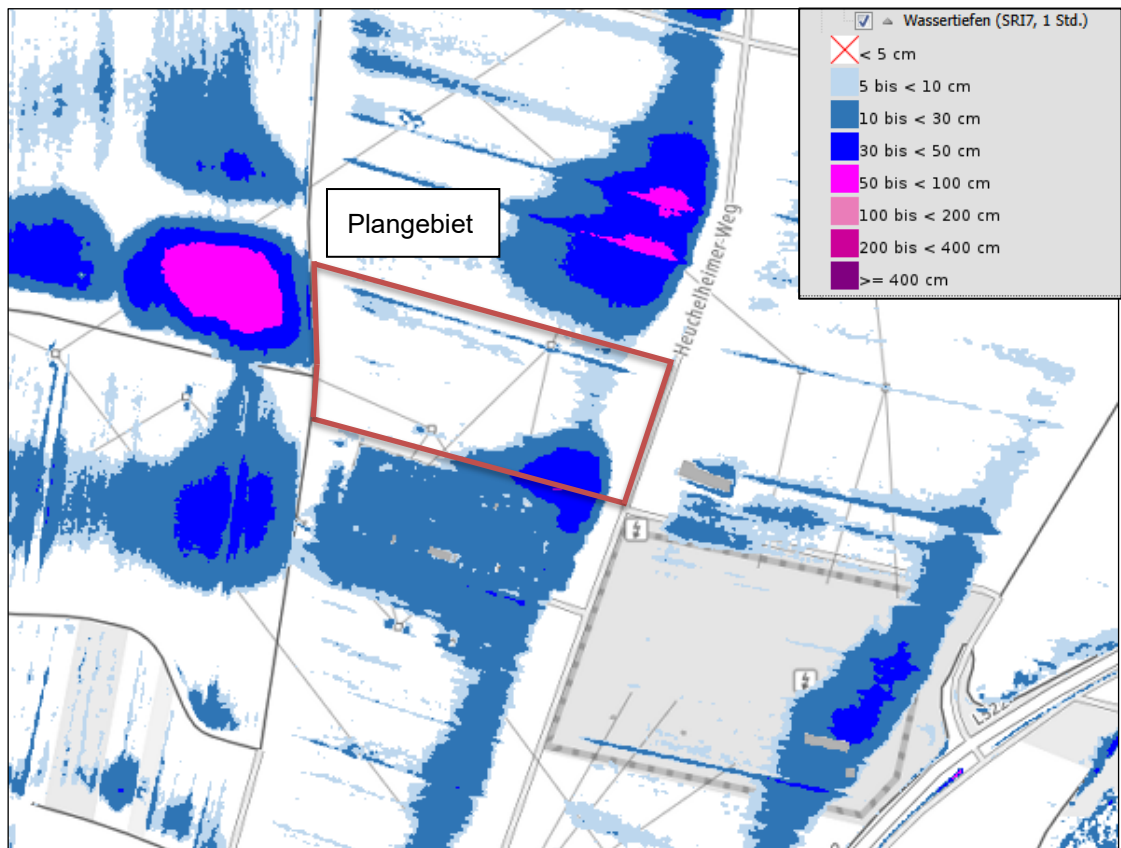 Wassertiefen (SRI7, 1 Std.)
< 5 cm
5 bis < 10 cm
10 bis < 30 cm
30 bis < 50 cm
50 bis < 100 cm
100 bis < 200 cm
200 bis < 400 cm
>= 400 cm
Plangebiet
Heuchelheimer-Weg